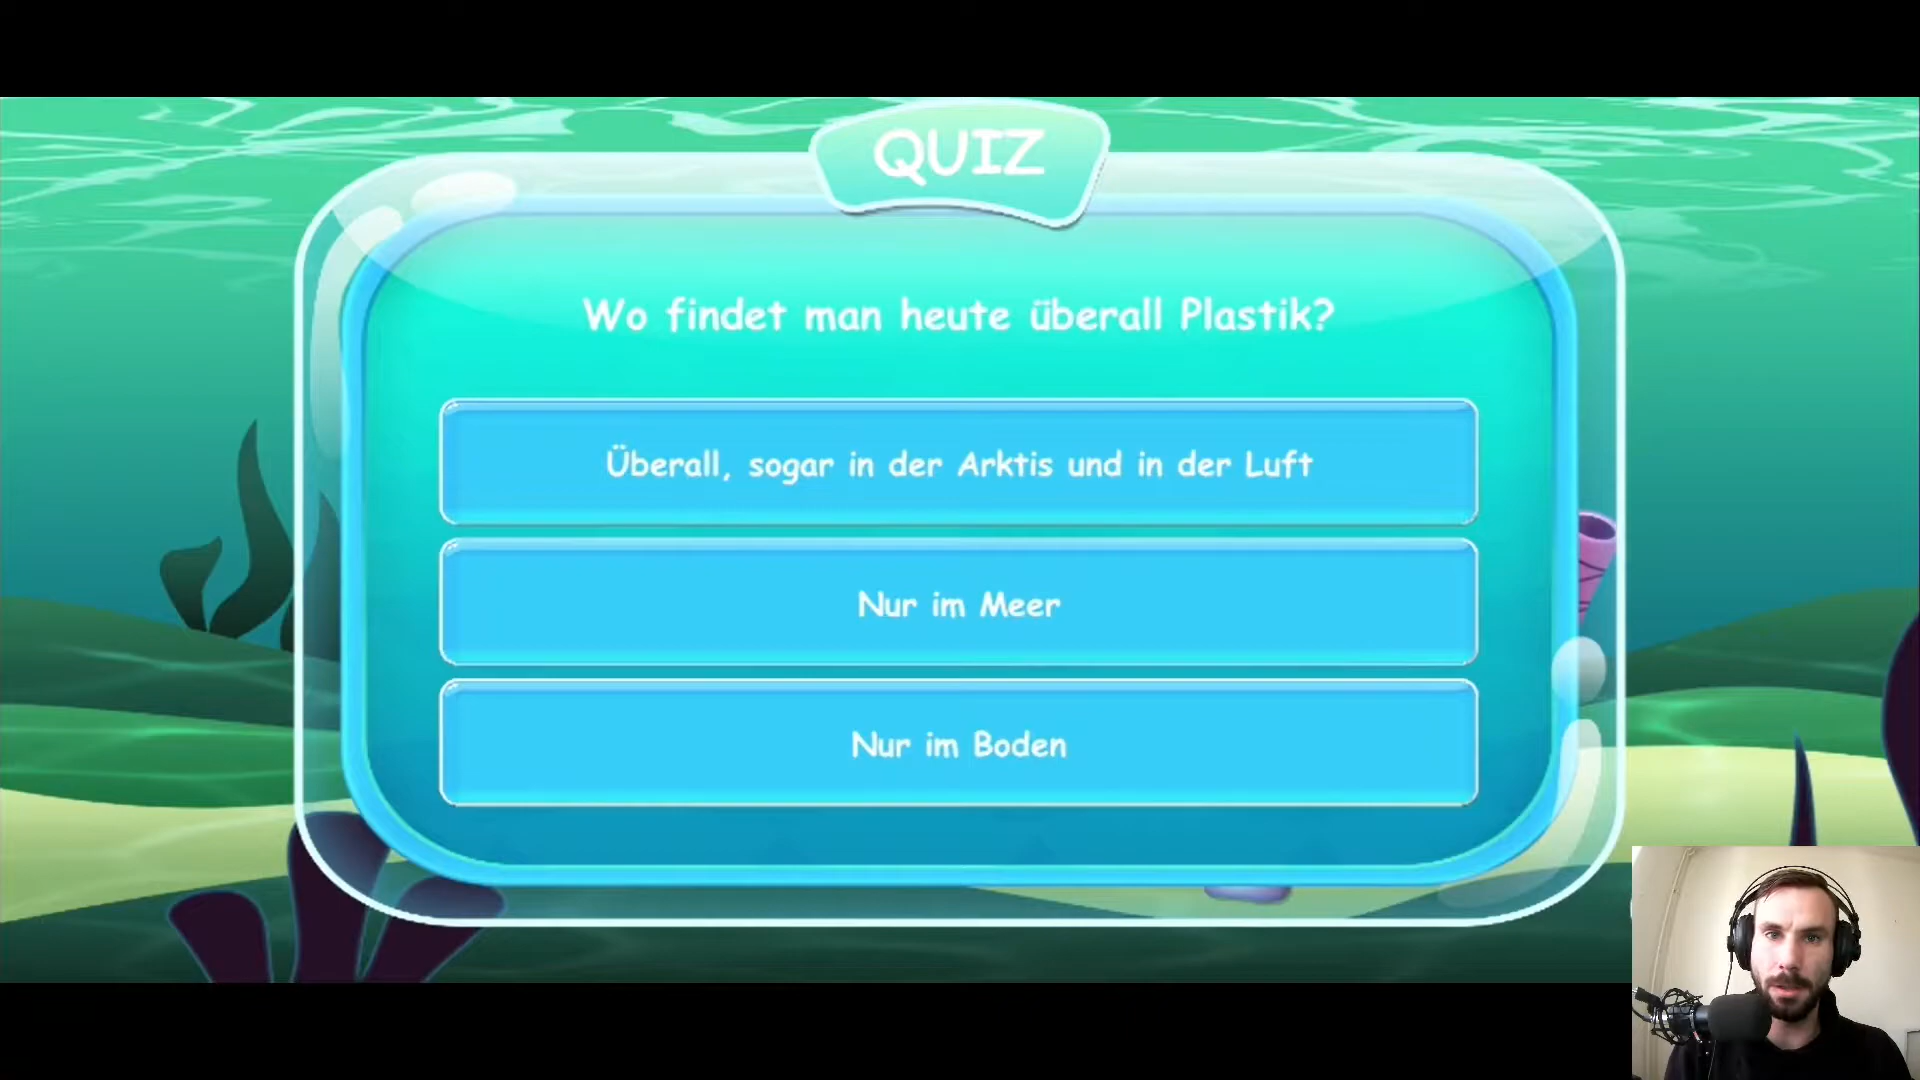 QUIZ
Wo findet man heute überall Plastik?
Überall, sogar in der Arktis und in der Luft
Nur im Meer
Nur im Boden